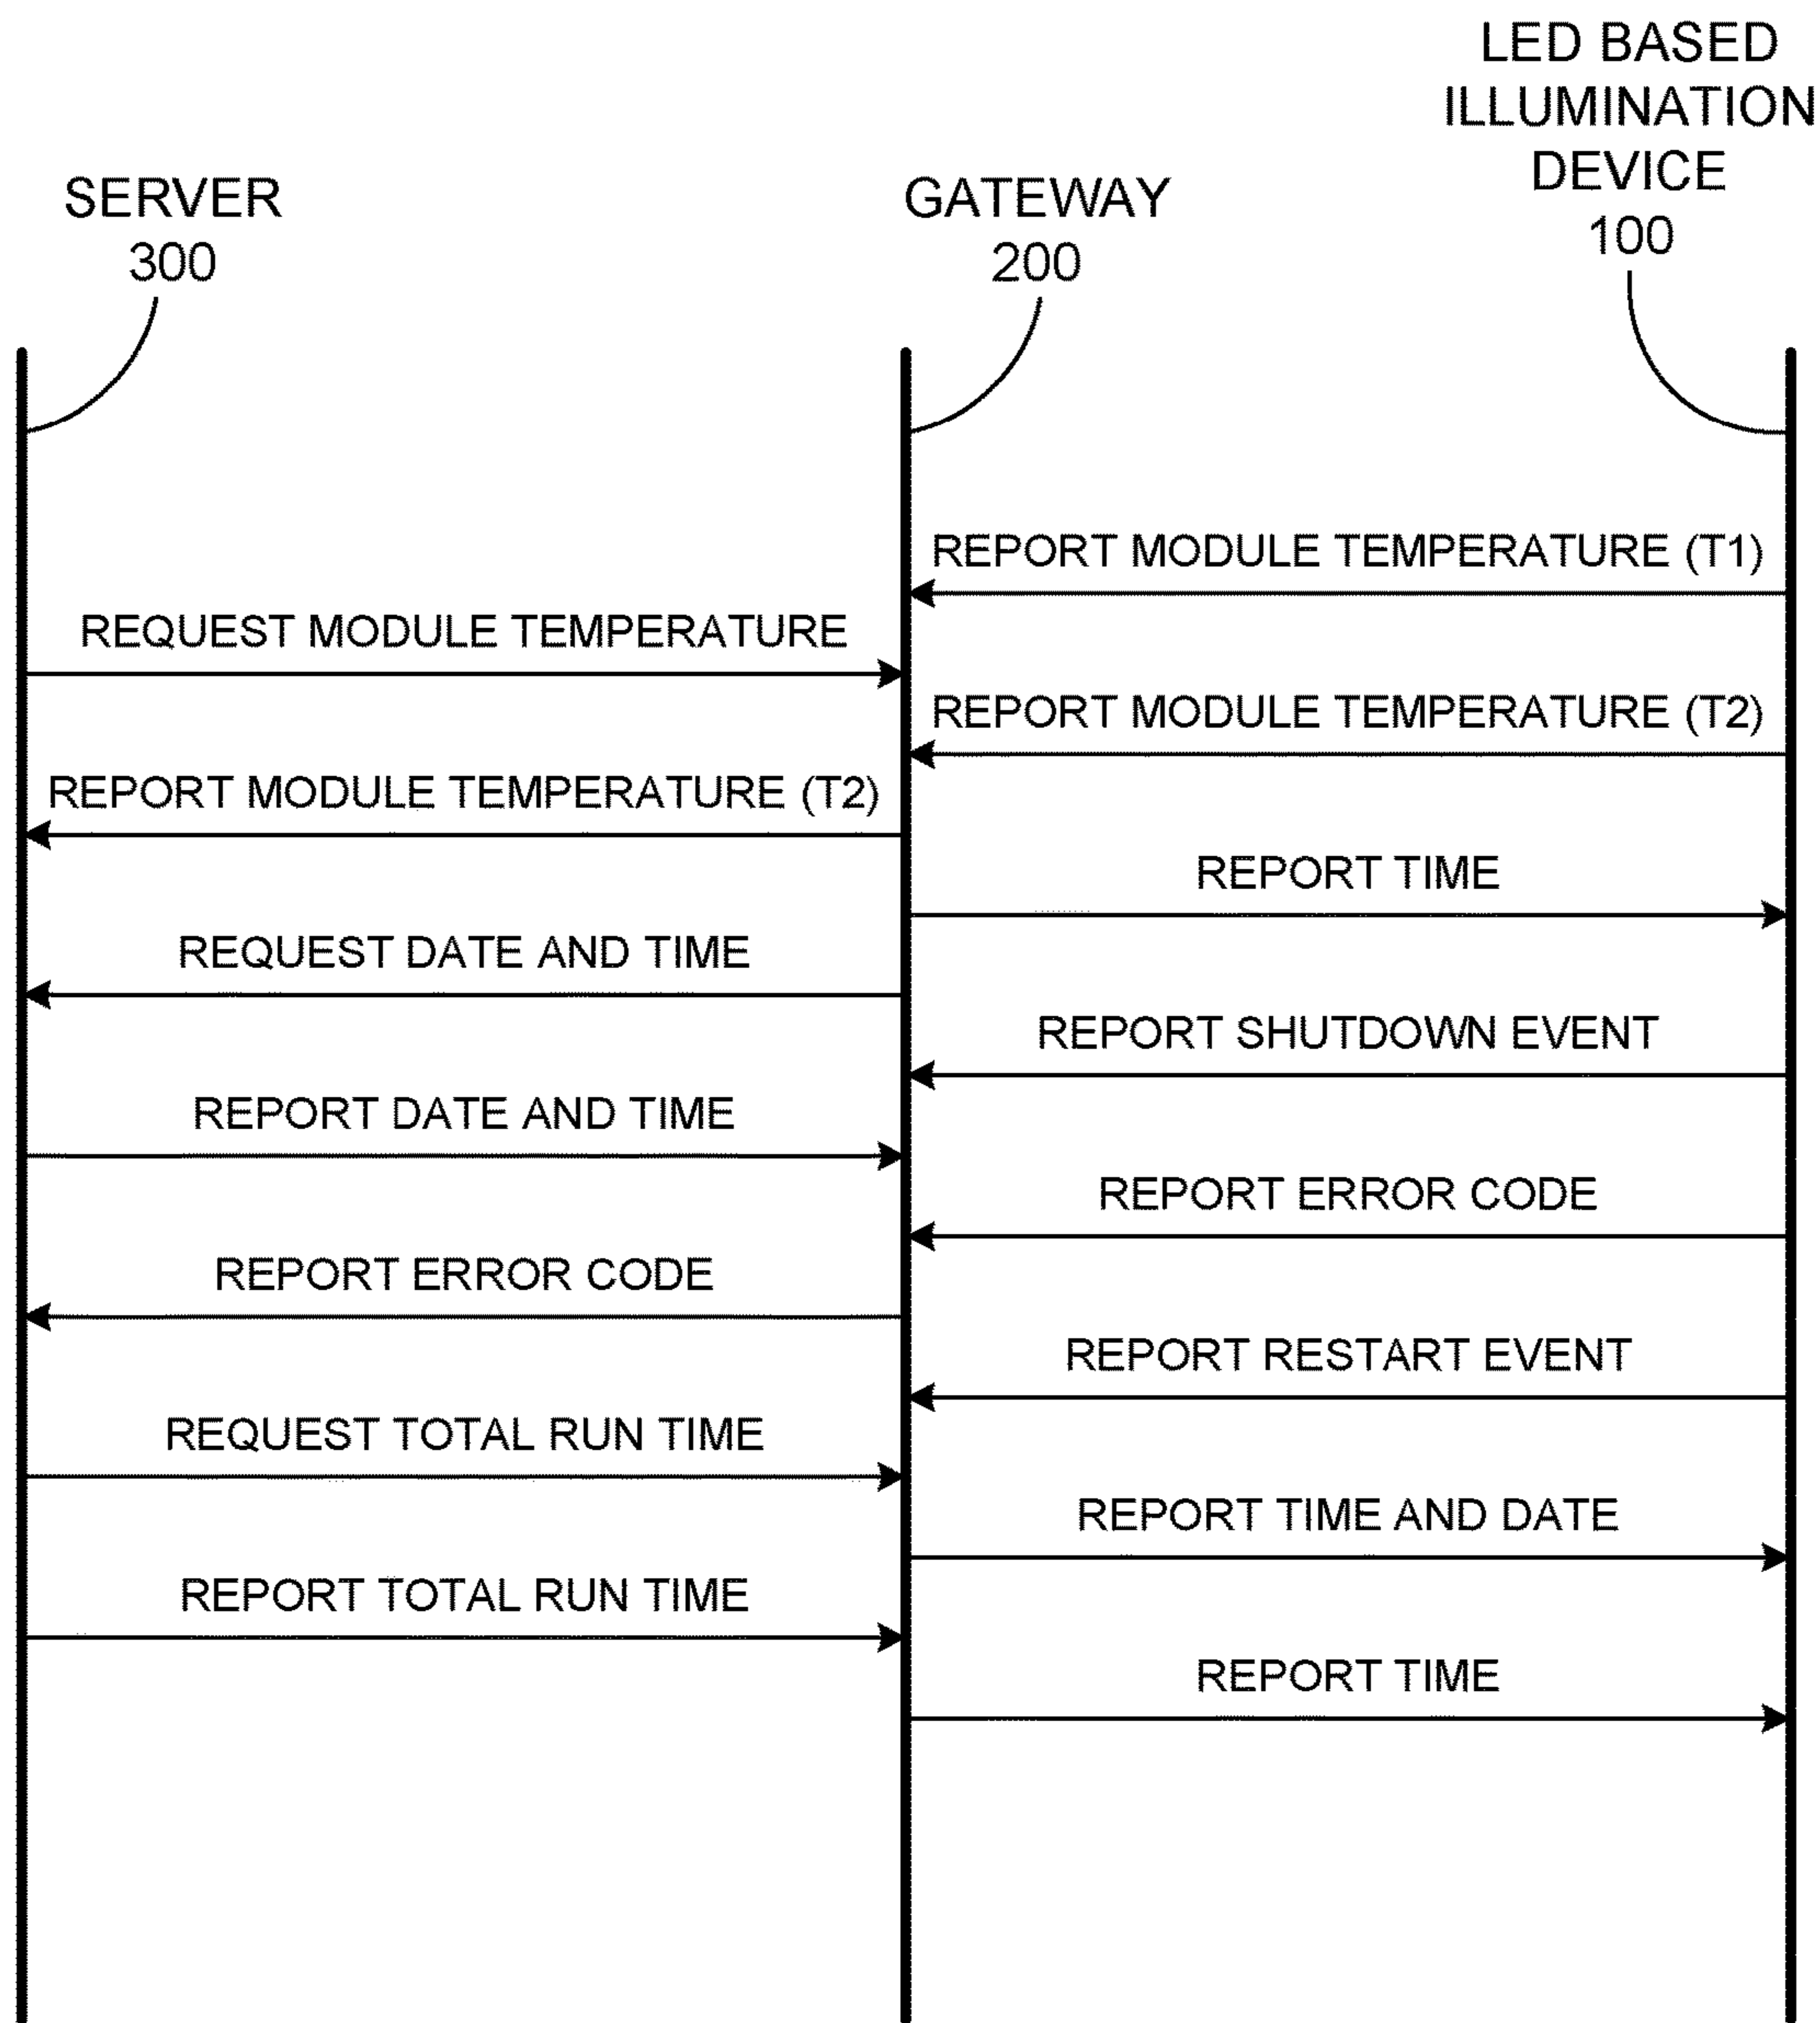 LED BASED
ILLUMINATION
DEVICE
100
SERVER
300
GATEWAY
200
REPORT MODULE TEMPERATURE (T1)
REQUEST MODULE TEMPERATURE
REPORT MODULE TEMPERATURE (T2)
REPORT MODULE TEMPERATURE (T2)
REPORT TIME
REQUEST DATE AND TIME
REPORT SHUTDOWN EVENT
REPORT DATE AND TIME
REPORT ERROR CODE
REPORT ERROR CODE
REPORT RESTART EVENT
REQUEST TOTAL RUN TIME
REPORT TIME AND DATE
REPORT TOTAL RUN TIME
REPORT TIME